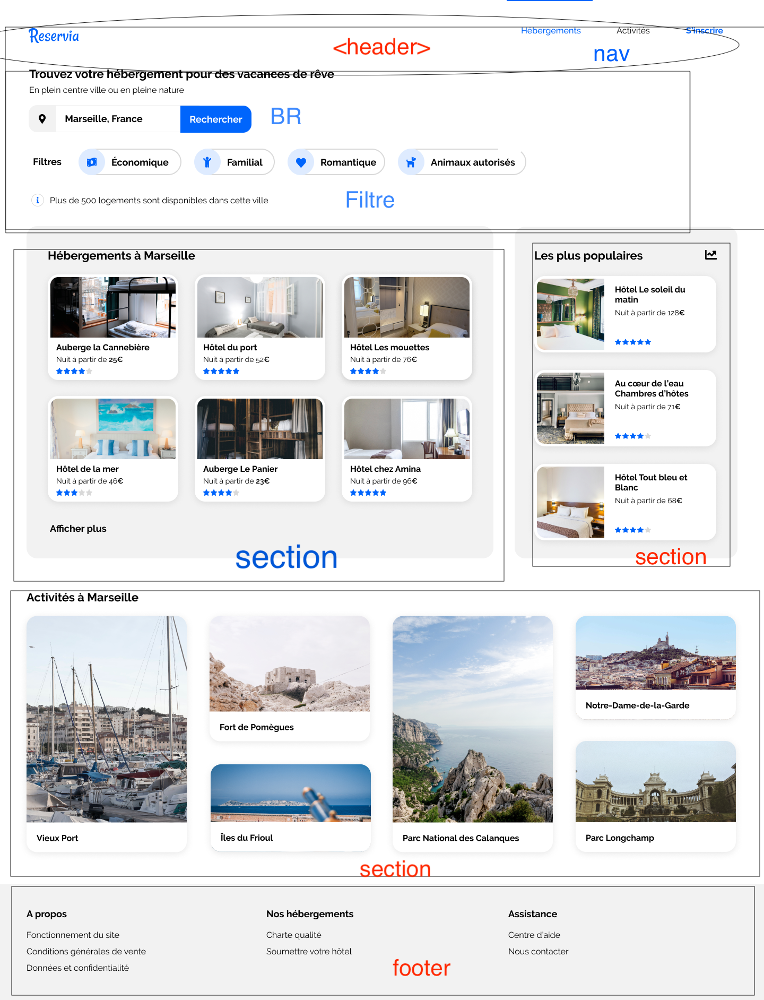 Reservia
Hébergements
Activités
S'inscrire
<header>
nav
Trouvez votre hébergement pour des vacances de rêve
En plein centre ville ou en pleine nature
Marseille, France
Rechercher
BR
Filtres
Économique
Familial
Romantique
Animaux autorisés
Plus de 500 logements sont disponibles dans cette ville
Filtre
Hébergements à Marseille
Auberge la Cannebière
Nuit à partir de 25€
Hôtel du port
Nuit à partir de 52€
Hôtel Les mouettes
Nuit à partir de 76€
Hôtel de la mer
Nuit à partir de 46€
Auberge Le Panier
Nuit à partir de 23€
Hôtel chez Amina
Nuit à partir de 96€
Afficher plus
section
Les plus populaires
Hôtel Le soleil du
matin
Nuit à partir de 128€
Au cœur de l'eau
Chambres d'hôtes
Nuit à partir de 71€
Hôtel Tout bleu et
Blanc
Nuit à partir de 68€
section
Activités à Marseille
Vieux Port
Fort de Pomègues
Îles du Frioul
Parc National des Calanques
Notre-Dame-de-la-Garde
Parc Longchamp
section
A propos
Fonctionnement du site
Conditions générales de vente
Données et confidentialité
Nos hébergements
Charte qualité
Soumettre votre hôtel
Assistance
Centre d'aide
Nous contacter
footer